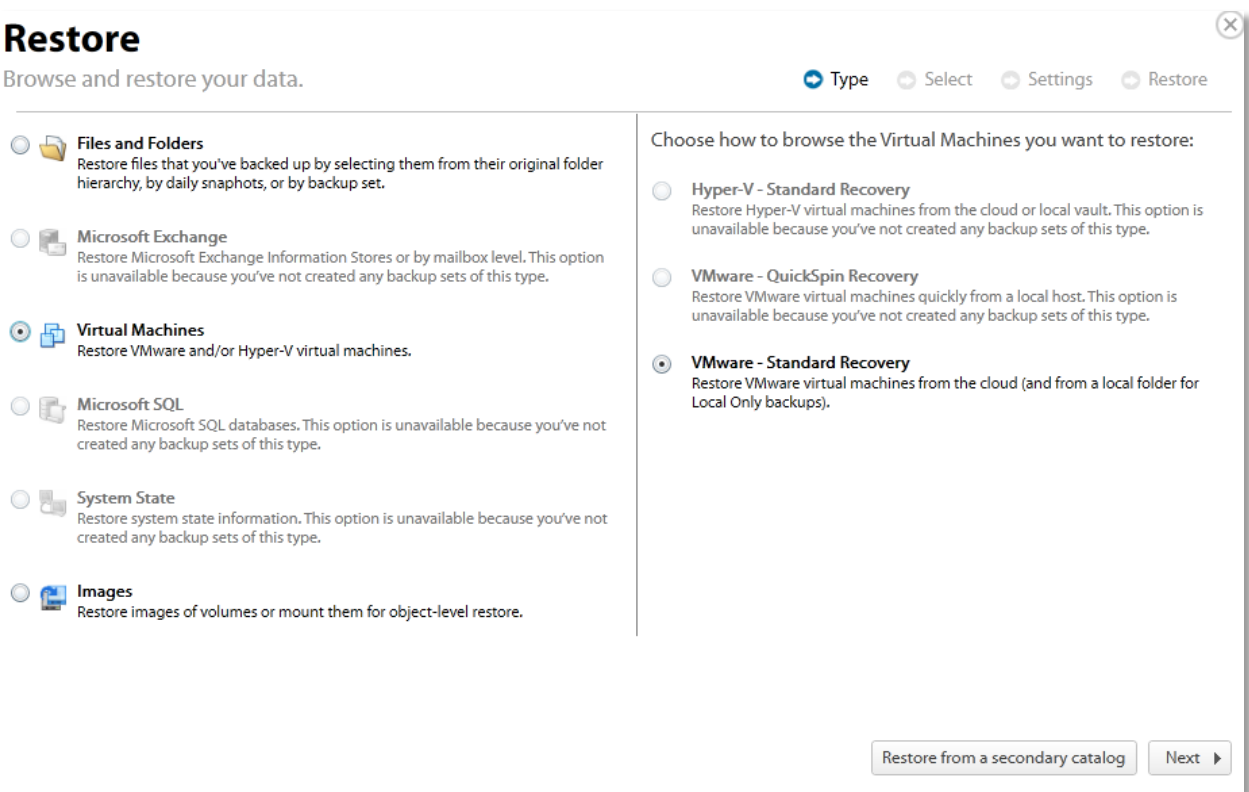 Restore
Browse and restore your data.
Type
Select
Settings
Restore
Files and Folders
Restore files that you've backed up by selecting them from their original folder
hierarchy, by daily snaphots, or by backup set.
Microsoft Exchange
Restore Microsoft Exchange Information Stores or by mailbox level. This option
is unavailable because you've not created any backup sets of this type.
Virtual Machines
Restore VMware and/or Hyper-V virtual machines.
Microsoft SQL
Restore Microsoft SQL databases. This option is unavailable because you've not
created any backup sets of this type.
System State
Restore system state information. This option is unavailable because you've not
created any backup sets of this type.
Images
Restore images of volumes or mount them for object-level restore.
Choose how to browse the Virtual Machines you want to restore:
Hyper-V - Standard Recovery
Restore Hyper-V virtual machines from the cloud or local vault. This option is
unavailable because you've not created any backup sets of this type.
VMware - QuickSpin Recovery
Restore VMware virtual machines quickly from a local host. This option is
unavailable because you've not created any backup sets of this type.
VMware - Standard Recovery
Restore VMware virtual machines from the cloud (and from a local folder for
Local Only backups).
Restore from a secondary catalog
Next